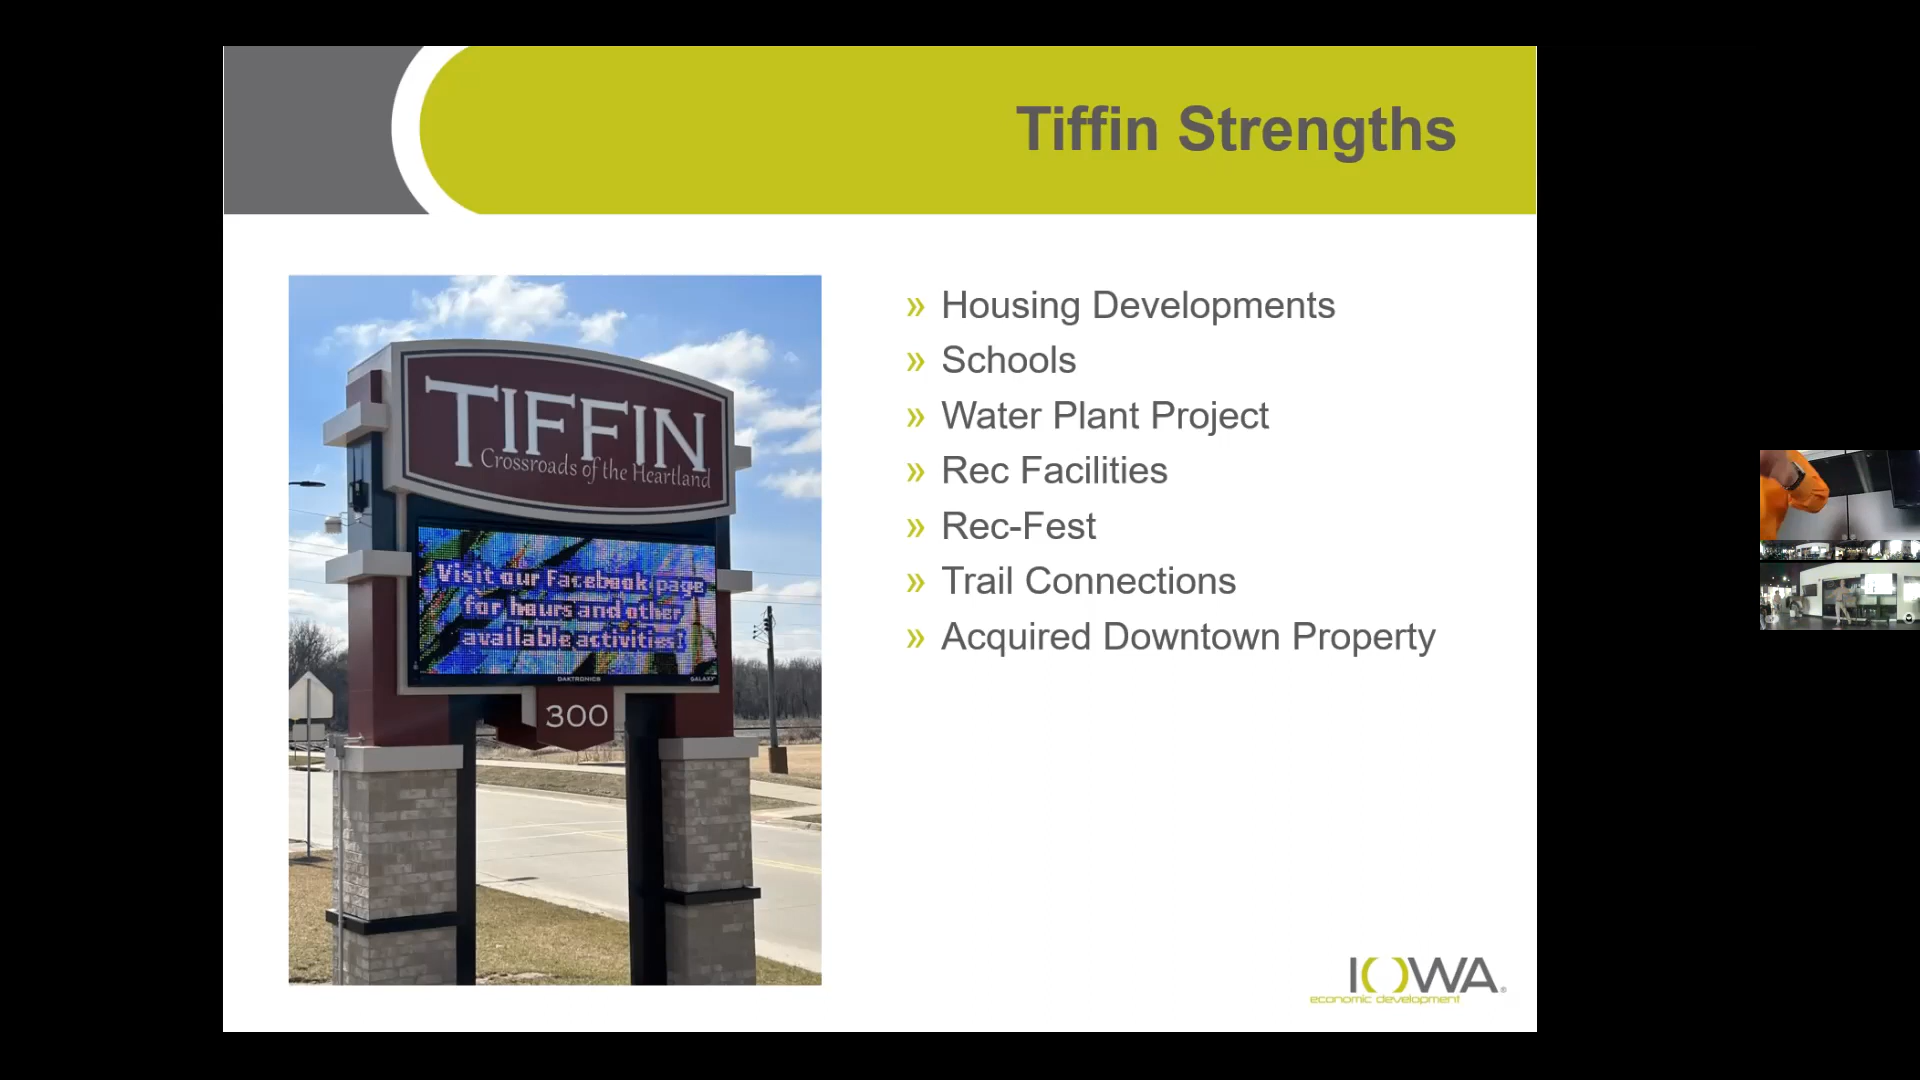 Tiffin Strengths
TIFFIN
Crossroads of the Heartland
Visit our Facebook page
for hours and other
available activities!
DAKTRONICS
GALAXY
300
» Housing Developments
» Schools
» Water Plant Project
» Rec Facilities
» Rec-Fest
» Trail Connections
» Acquired Downtown Property
IOWA®
economic development